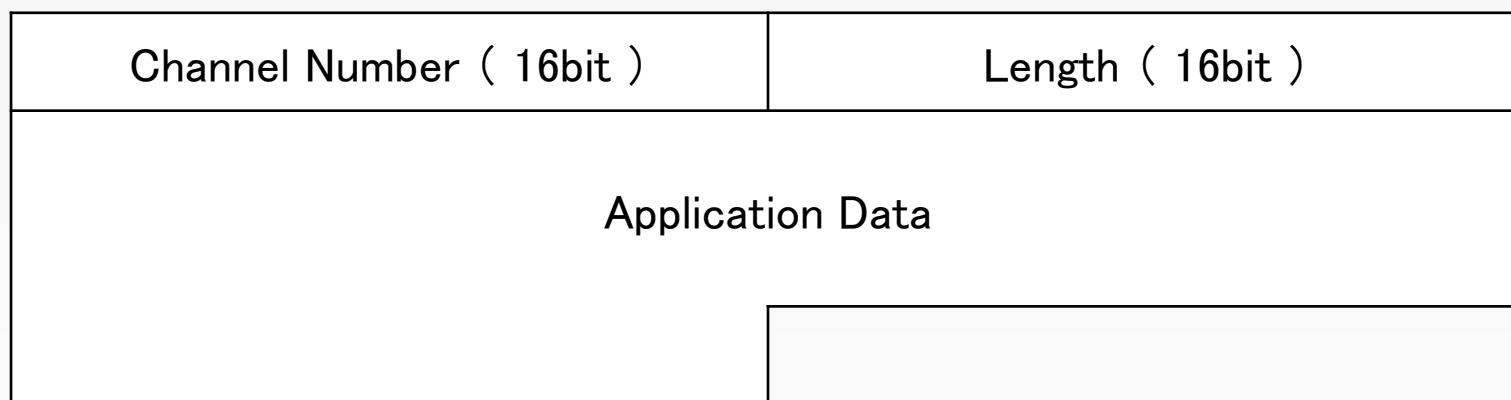 Channel Number ( 16bit )
Length ( 16bit )
Application Data